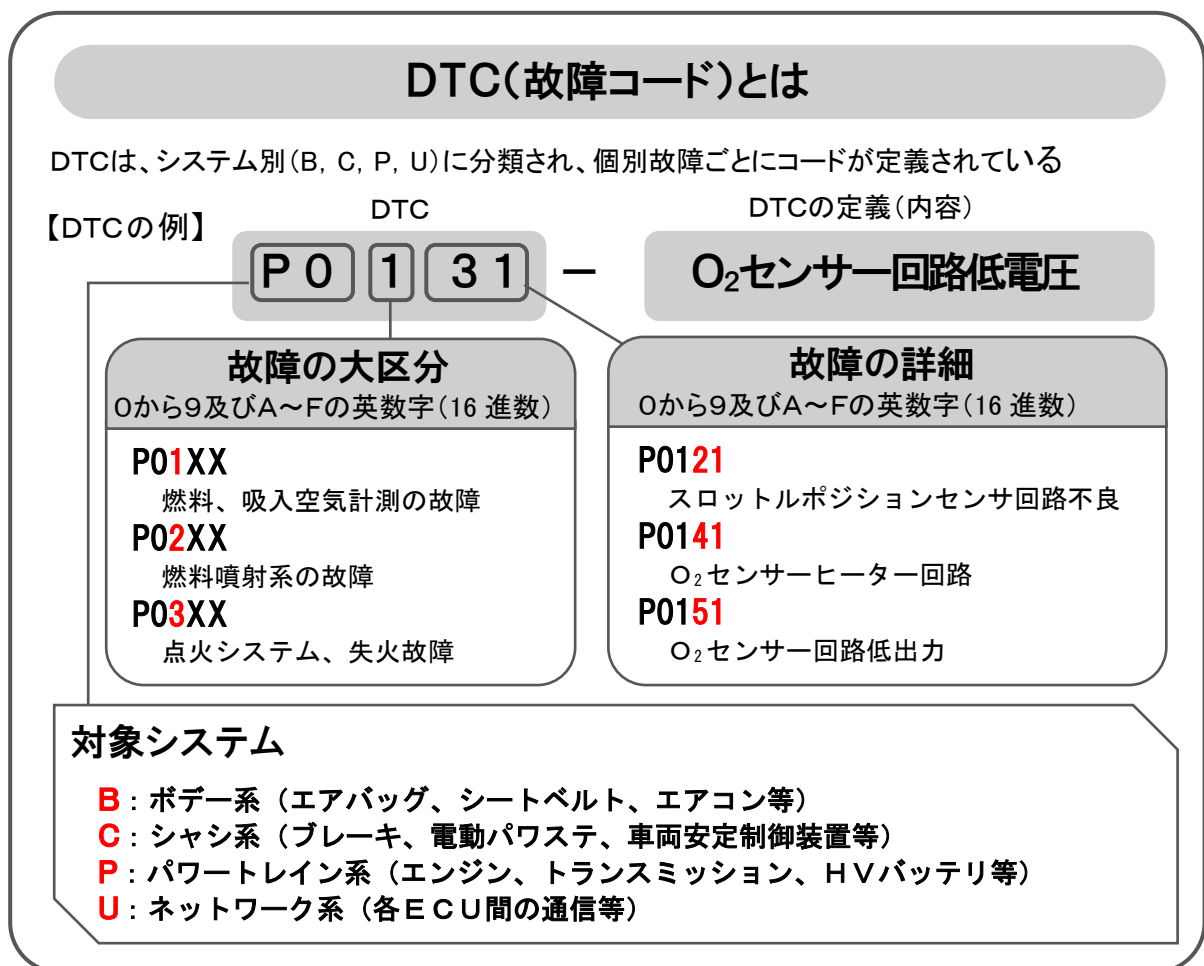 DTC(故障コード)とは
DTCは、システム別(B, C, P, U)に分類され、個別故障ごとにコードが定義されている
【DTCの例】
DTC
DTCの定義(内容)
P0 1 31 － O₂センサー回路低電圧
故障の大区分
0から9及びA～Fの英数字(16 進数)
P01XX
燃料、吸入空気計測の故障
P02XX
燃料噴射系の故障
P03XX
点火システム、失火故障
故障の詳細
0から9及びA～Fの英数字(16 進数)
P0121
スロットルポジションセンサ回路不良
P0141
O₂センサーヒーター回路
P0151
O₂センサー回路低出力
対象システム
B：ボデー系（エアバッグ、シートベルト、エアコン等）
C：シャシ系（ブレーキ、電動パワステ、車両安定制御装置等）
P：パワートレイン系（エンジン、トランスミッション、ＨＶバッテリ等）
U：ネットワーク系（各ＥＣＵ間の通信等）